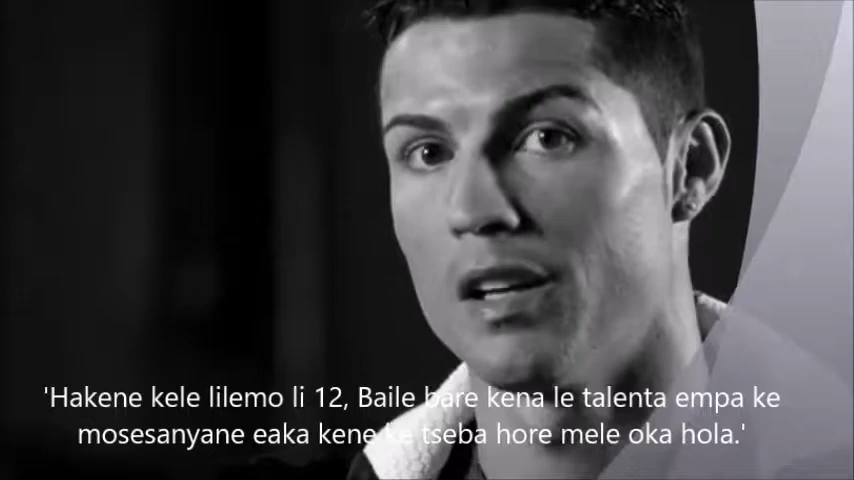 'Hakene kele lilemo li 12, Baile bare kena le talenta empa ke
mosesanyane eaka kene ke tseba hore mele oka hola.'